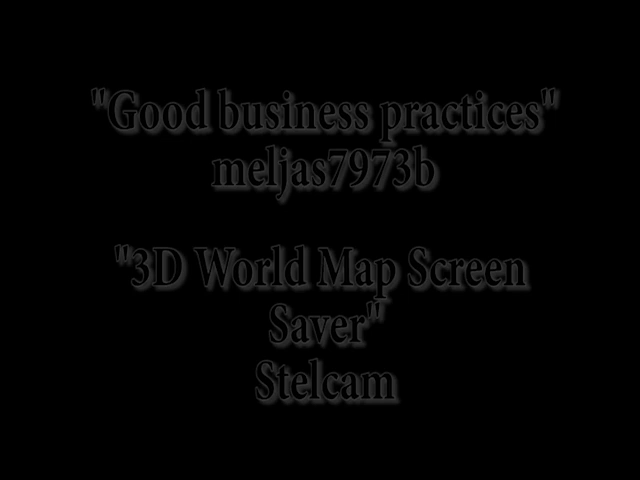 "Good business practices"
meljas7973b
"3D World Map Screen
Saver"
Stelcam